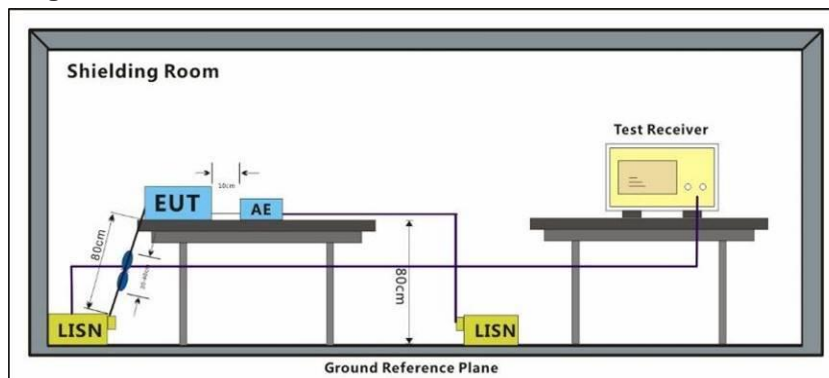 Shielding Room
Test Receiver
10cm
EUT
AE
80cm
80cm
LISN
LISN
Ground Reference Plane